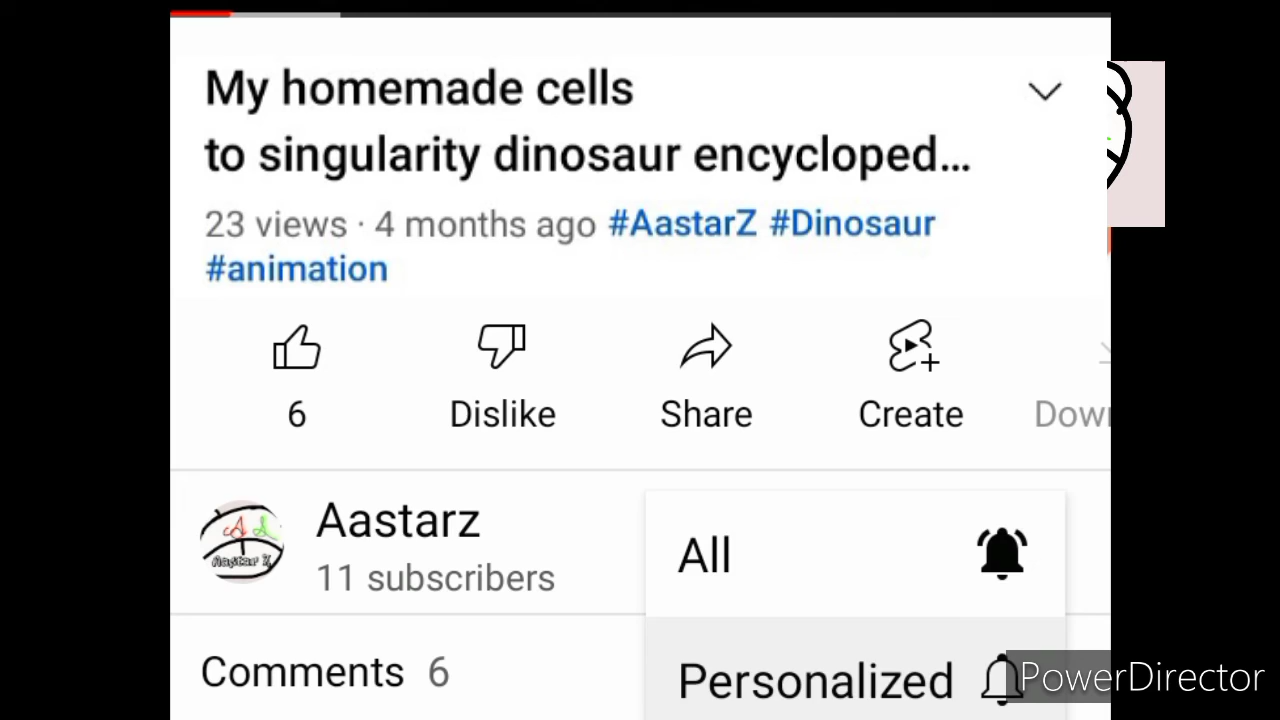 My homemade cells
to singularity dinosaur encycloped...
23 views · 4 months ago #AastarZ #Dinosaur
#animation
6 Dislike Share Create Down
Aastarz
11 subscribers
All
Comments 6
Personalized
PowerDirector